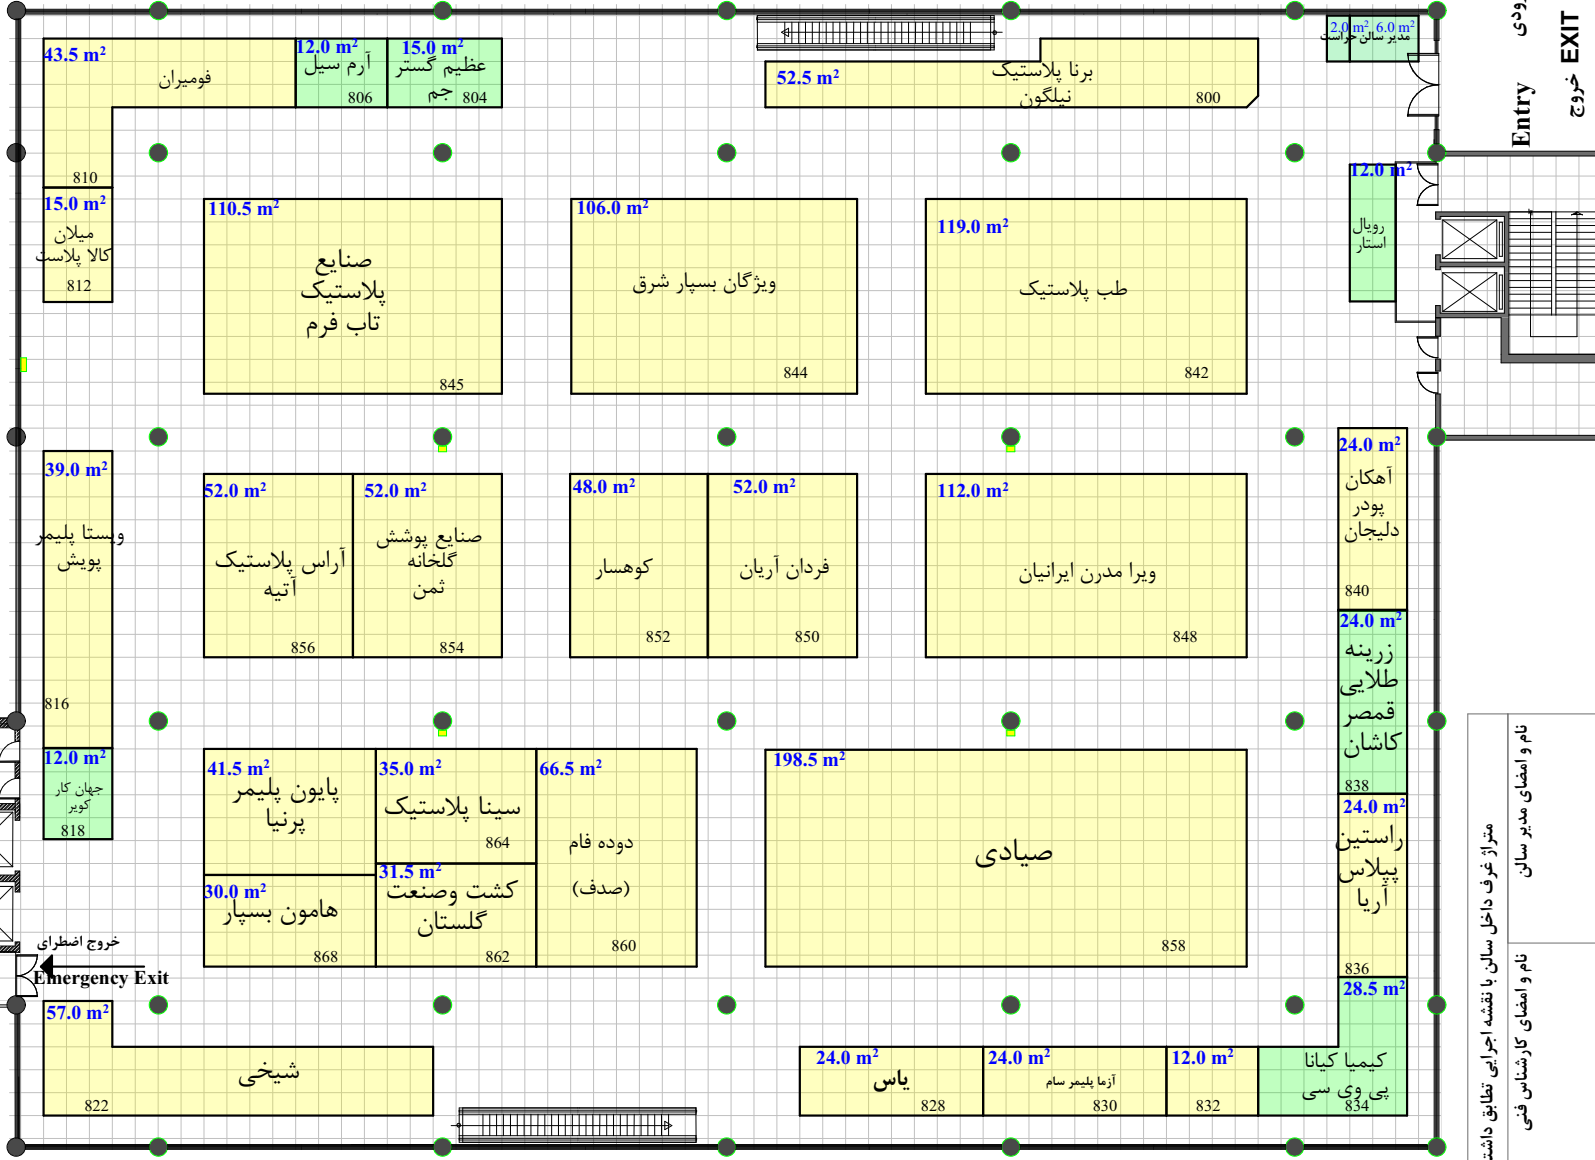 43.5 m²
فومیران
810
12.0 m²
آرم سیل
806
15.0 m²
عظیم گستر
جم
804
52.5 m²
برنا پلاستیک
نیلگون
800
2.0 m²
6.0 m²
مدیر سالن
حراست
Entry
EXIT
خروج
15.0 m²
میلان
کالا پلاست
812
110.5 m²
صنایع
پلاستیک
تاب فرم
845
106.0 m²
ویژگان بسپار شرق
844
119.0 m²
طب پلاستیک
842
12.0 m²
رویال
استار
39.0 m²
ویستا پلیمر
پویش
816
52.0 m²
آراس پلاستیک
آتیه
856
52.0 m²
صنایع پوشش
گلخانه
ثمن
854
48.0 m²
کوهسار
852
52.0 m²
فردان آریان
850
112.0 m²
ویرا مدرن ایرانیان
848
24.0 m²
آهکان
پودر
دلیجان
840
24.0 m²
زرینه
طلایی
قمصر
کاشان
838
12.0 m²
جهان کار
کویر
818
41.5 m²
پایون پلیمر
پرنیا
35.0 m²
سینا پلاستیک
864
66.5 m²
دوده فام
(صدف)
860
30.0 m²
هامون بسپار
868
31.5 m²
کشت وصنعت
گلستان
862
198.5 m²
صیادی
858
24.0 m²
راستین
پیلاس
آریا
836
خروج اضطرای
Emergency Exit
57.0 m²
شیخی
822
24.0 m²
یاس
828
24.0 m²
آزما پلیمر سام
830
12.0 m²
832
28.5 m²
کیمیا کیانا
پی وی سی
834
نام و امضای مدیر سالن
نام و امضای کارشناس فنی
متراژ غرف داخل سالن با نقشه اجرایی تطابق